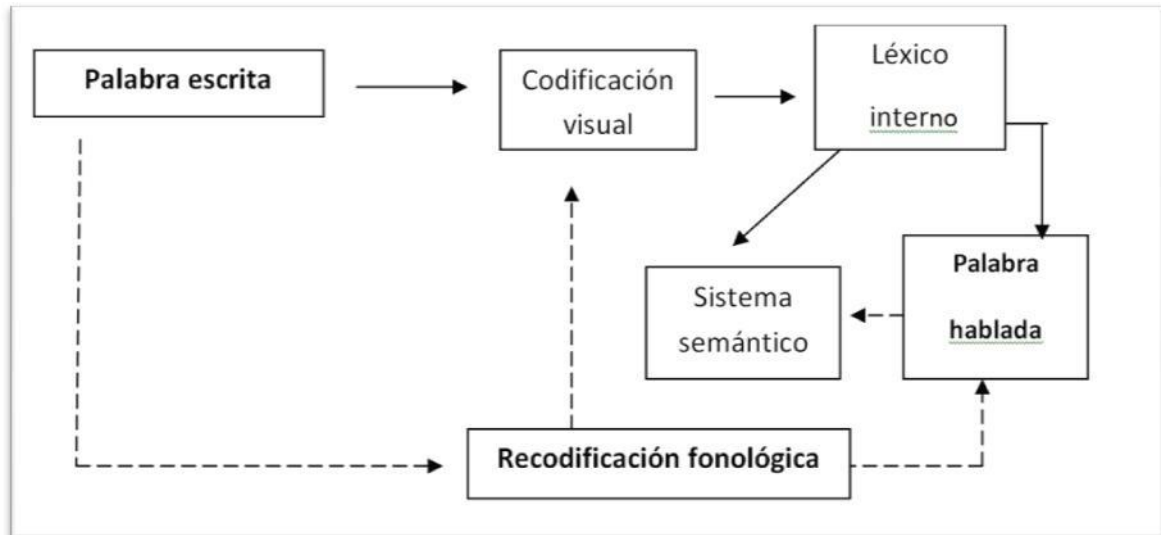 Palabra escrita
Codificación
visual
Léxico
interno
Sistema
semántico
Palabra
hablada
Recodificación fonológica